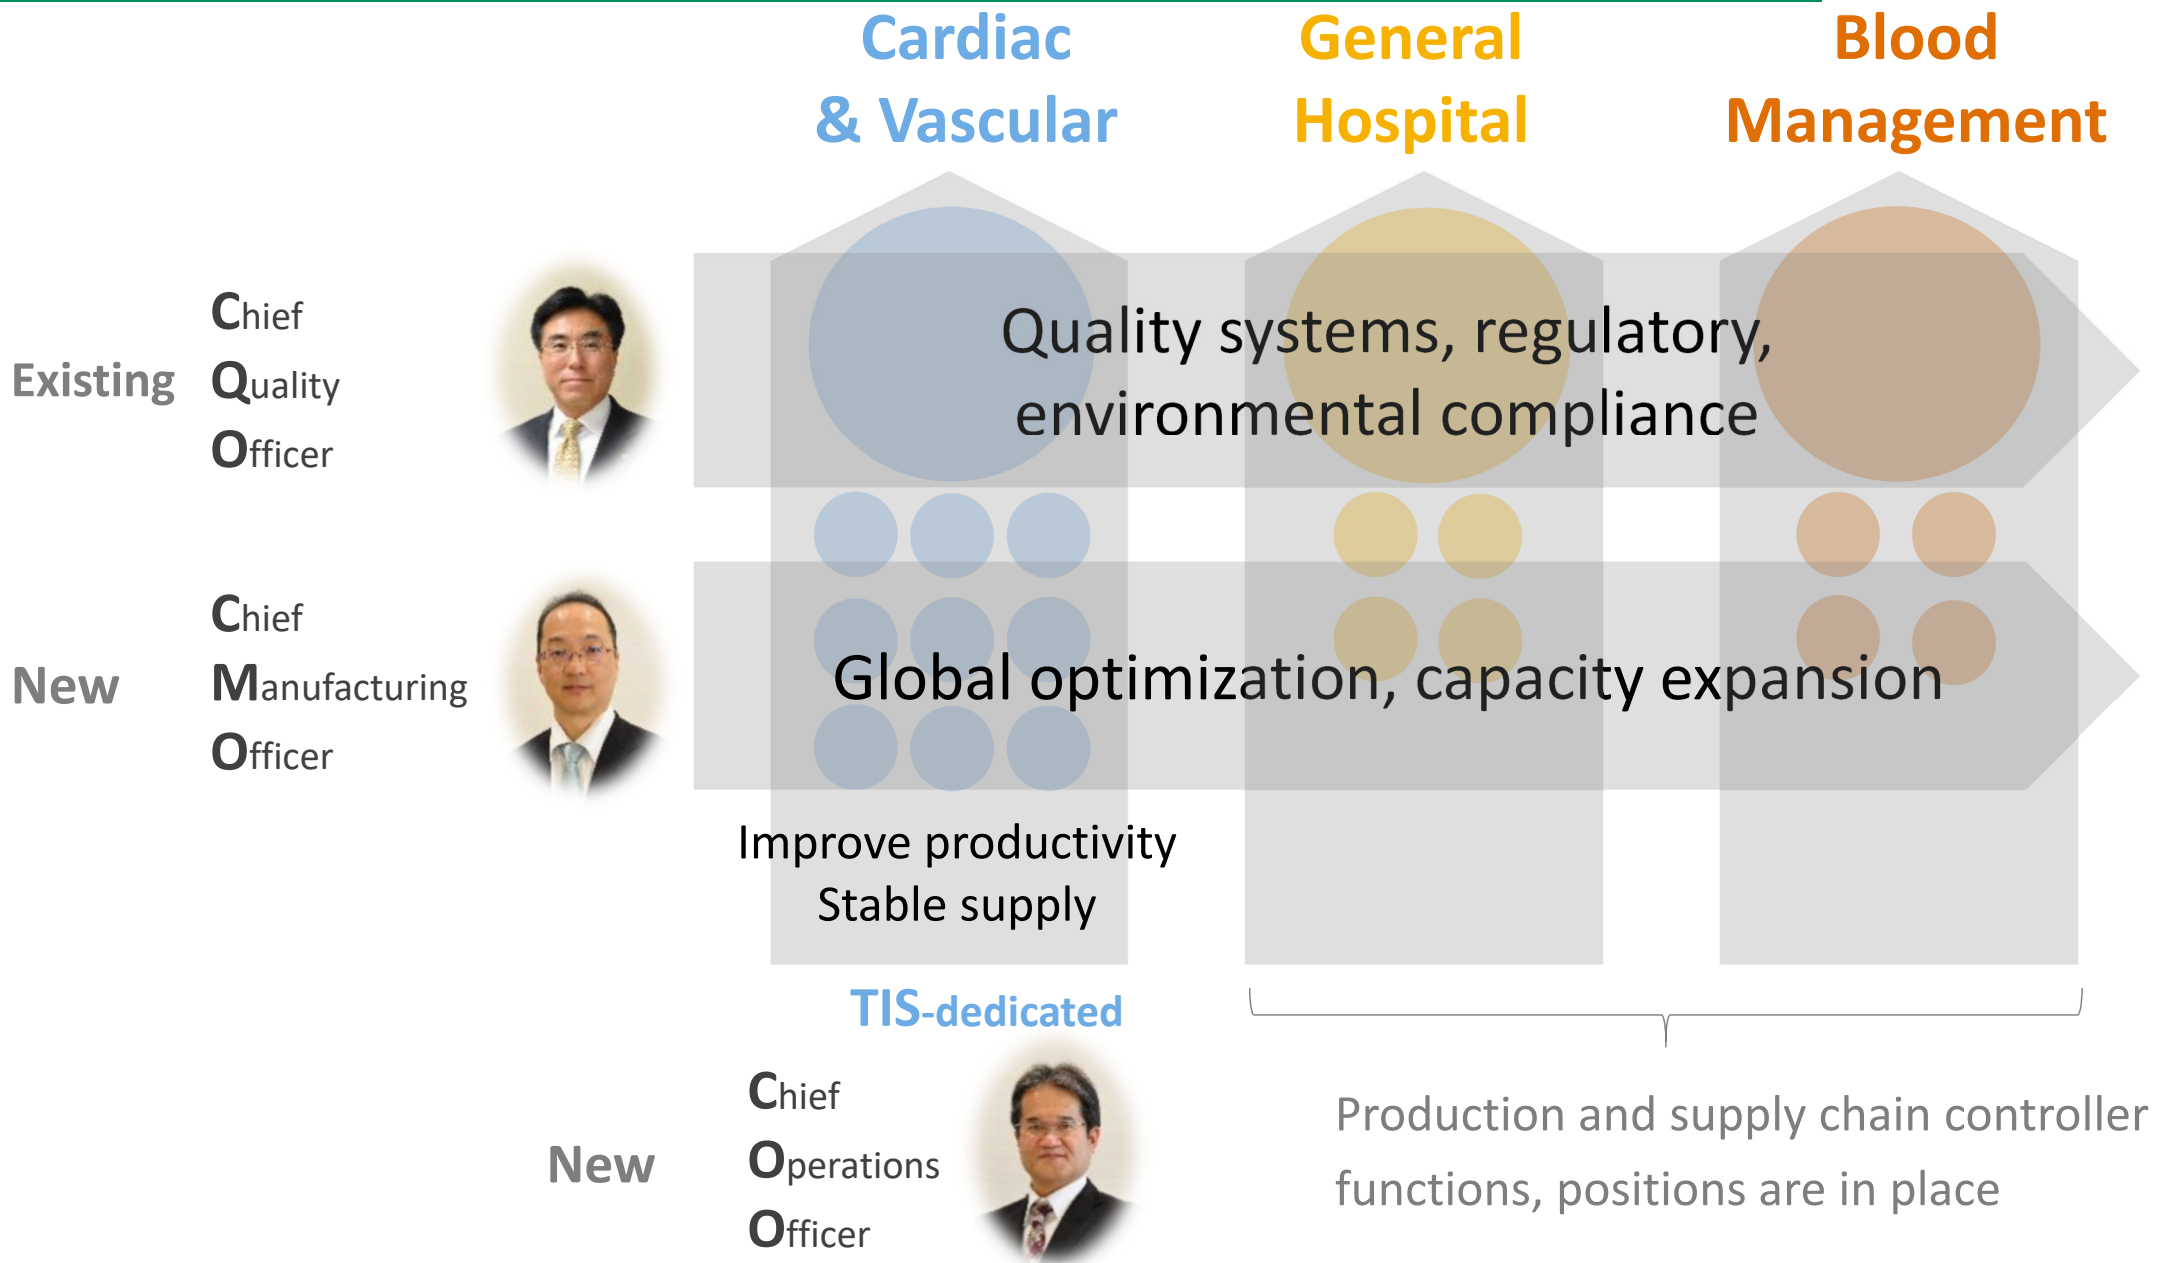 Cardiac
& Vascular
General
Hospital
Blood
Management
Existing
Chief
Quality
Officer
Quality systems, regulatory,
environmental compliance
New
Chief
Manufacturing
Officer
Global optimization, capacity expansion
Improve productivity
Stable supply
TIS-dedicated
New
Chief
Operations
Officer
Production and supply chain controller
functions, positions are in place